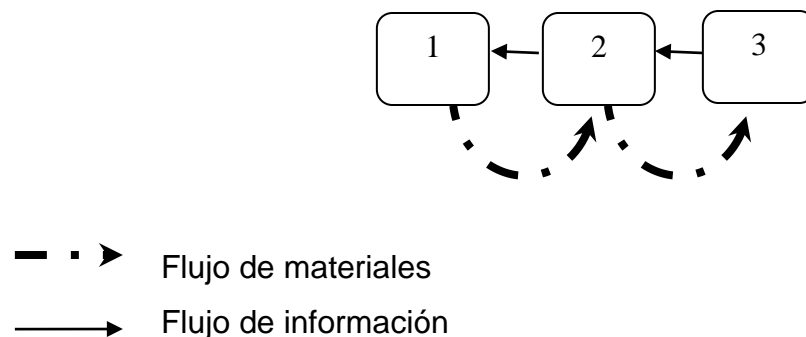 1 2 3
Flujo de materiales
Flujo de información